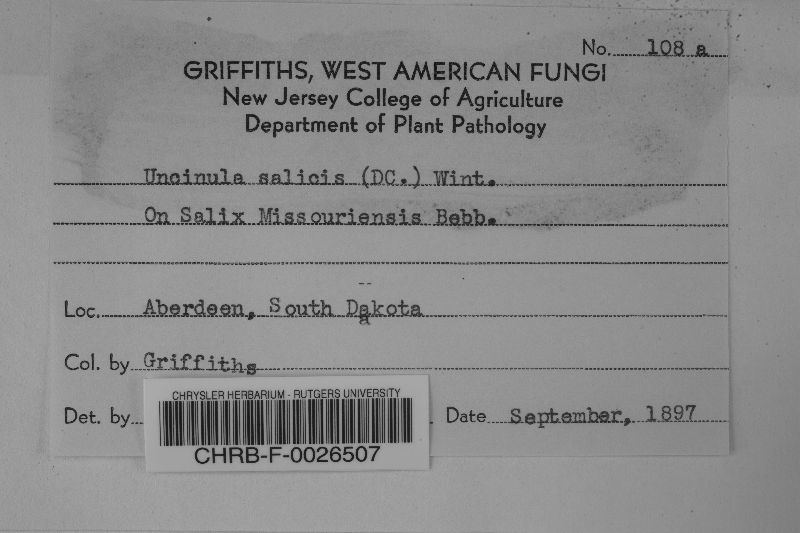 No. 108 a
GRIFFITHS, WEST AMERICAN FUNGI
New Jersey College of Agriculture
Department of Plant Pathology
Uncinula salicis (DC.) Wint.
On Salix Missouriensis Bebb.
Loc. Aberdeen, South Dakota
Col. by Griffiths
Det. by
Date September, 1897
CHRYSLER HERBARIUM - RUTGERS UNIVERSITY
CHRB-F-0026507